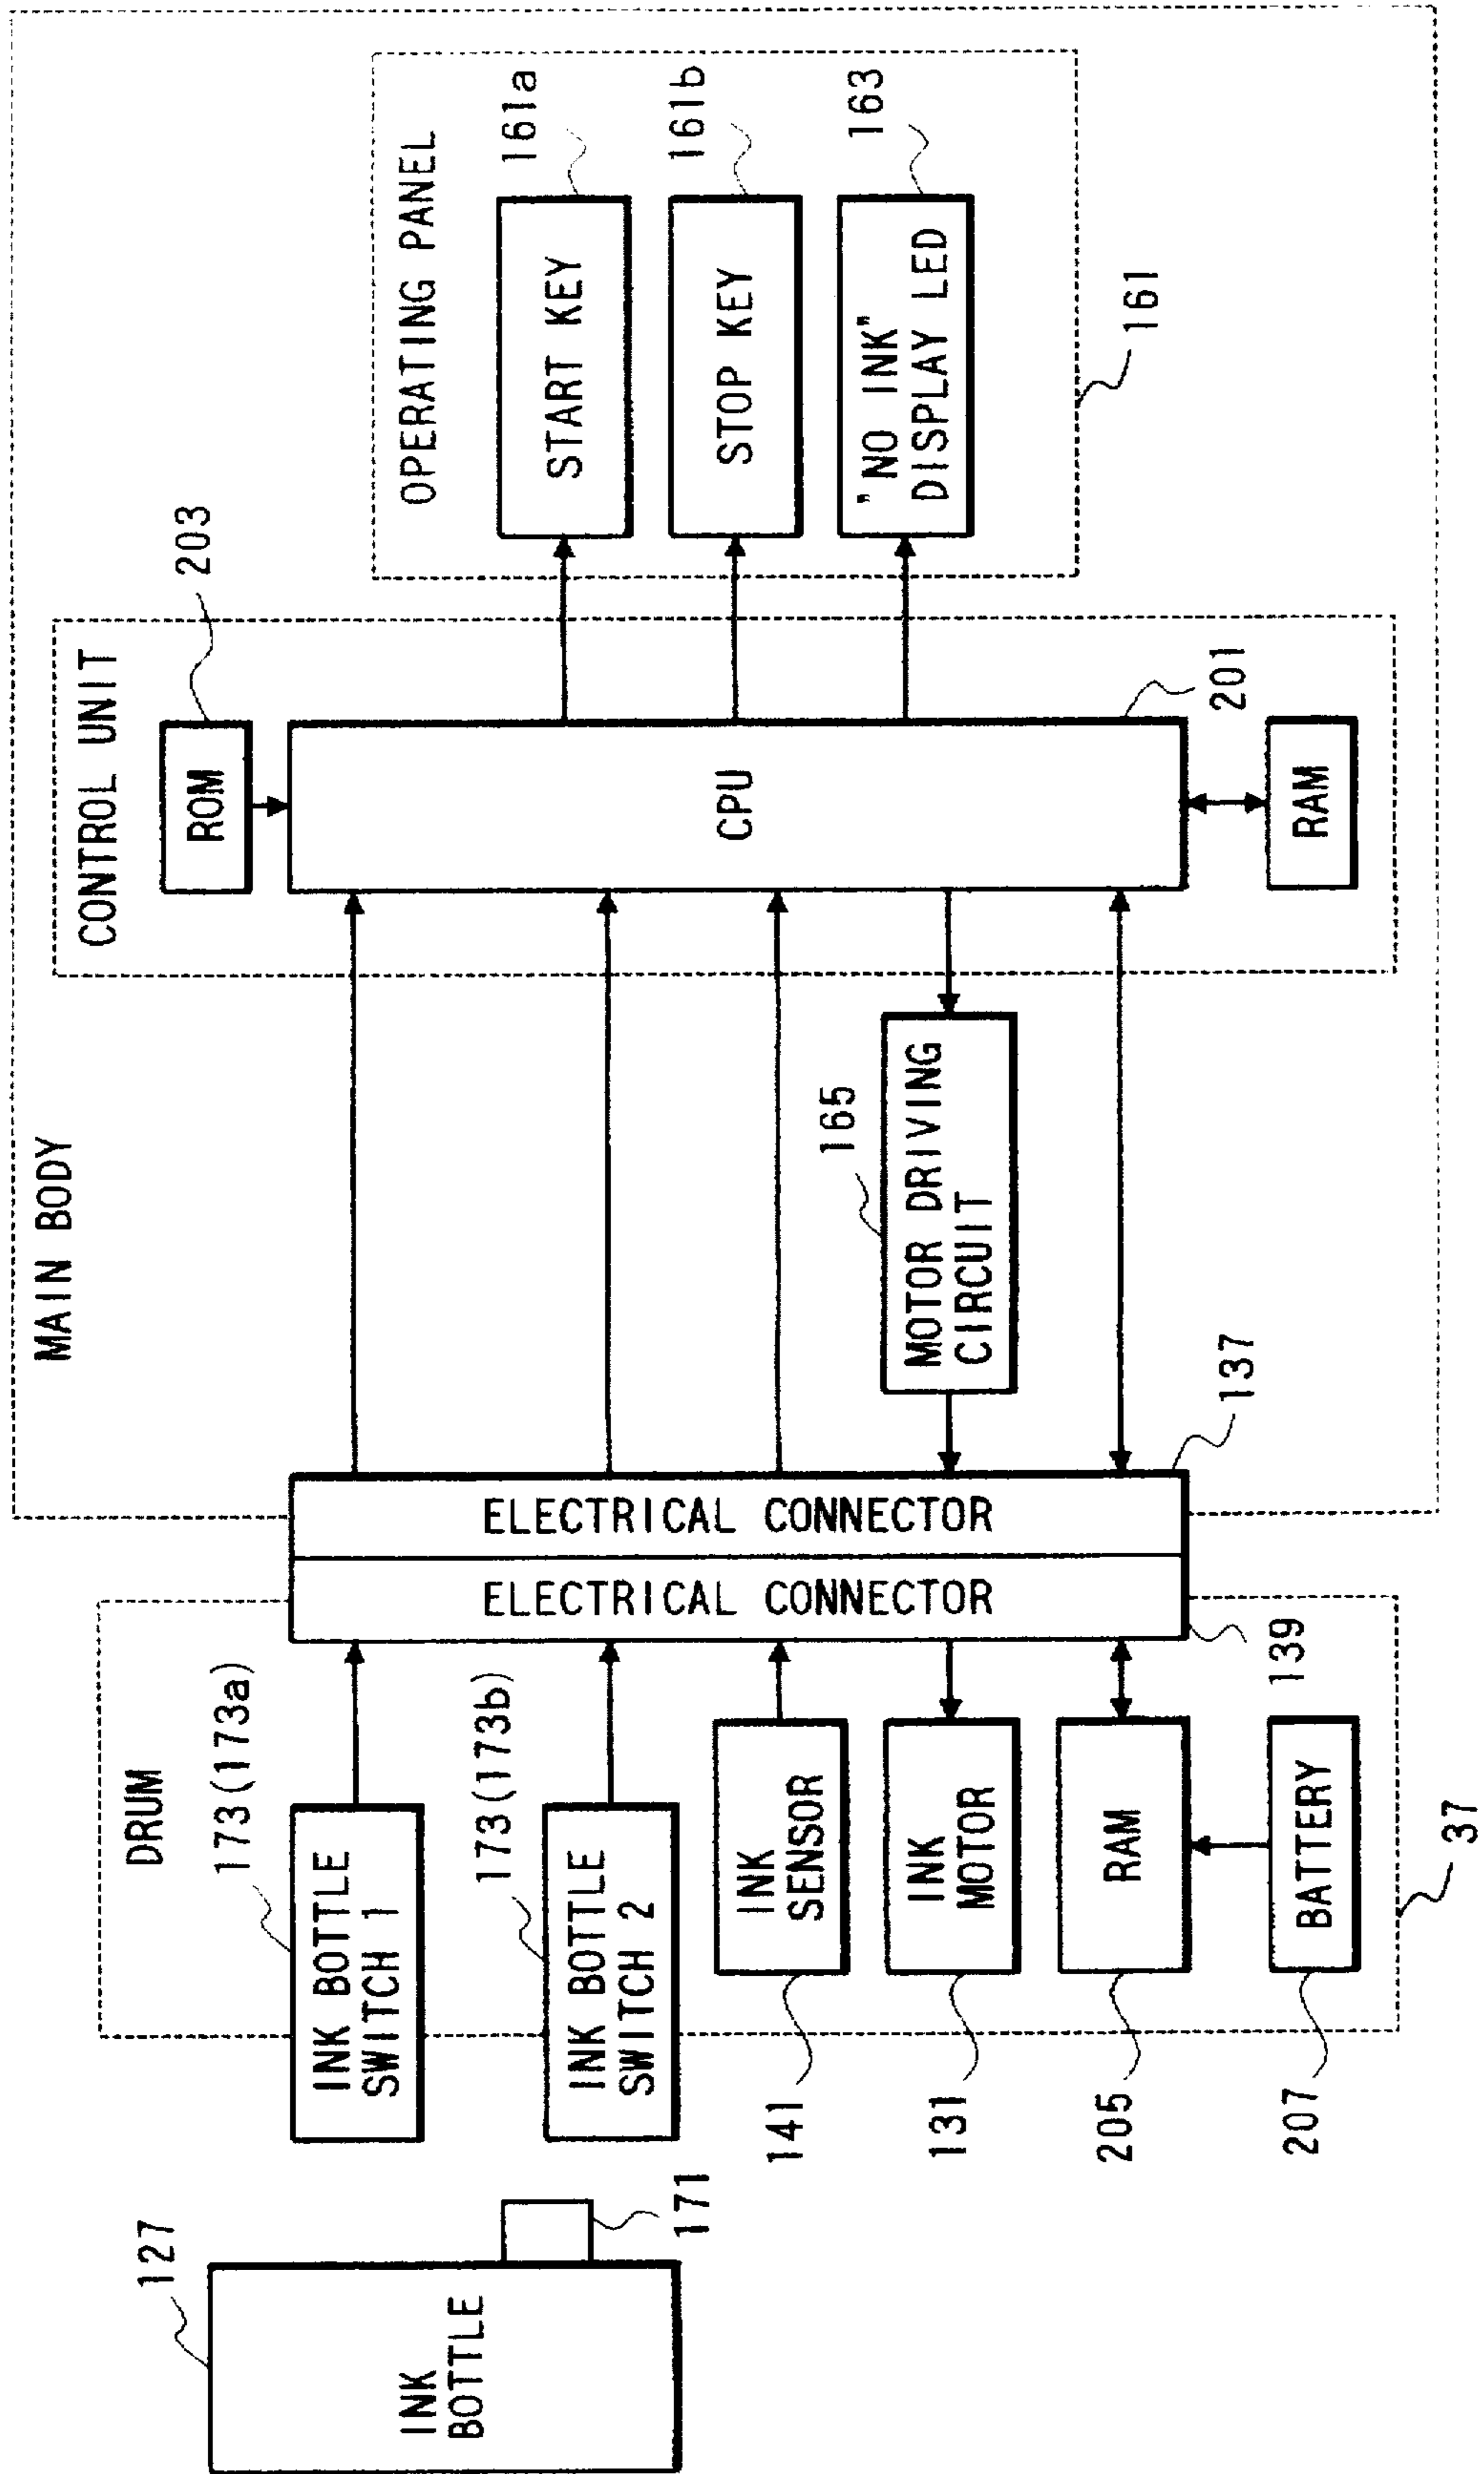 MAIN BODY
CONTROL UNIT
203
ROM
CPU
201
RAM
OPERATING PANEL
START KEY
161a
STOP KEY
161b
"NO INK"
DISPLAY LED
163
161
165
MOTOR DRIVING
CIRCUIT
ELECTRICAL CONNECTOR
137
ELECTRICAL CONNECTOR
139
DRUM
173(173a)
INK BOTTLE
SWITCH 1
173(173b)
INK BOTTLE
SWITCH 2
INK
SENSOR
141
INK
MOTOR
131
RAM
205
BATTERY
207
37
127
INK
BOTTLE
171